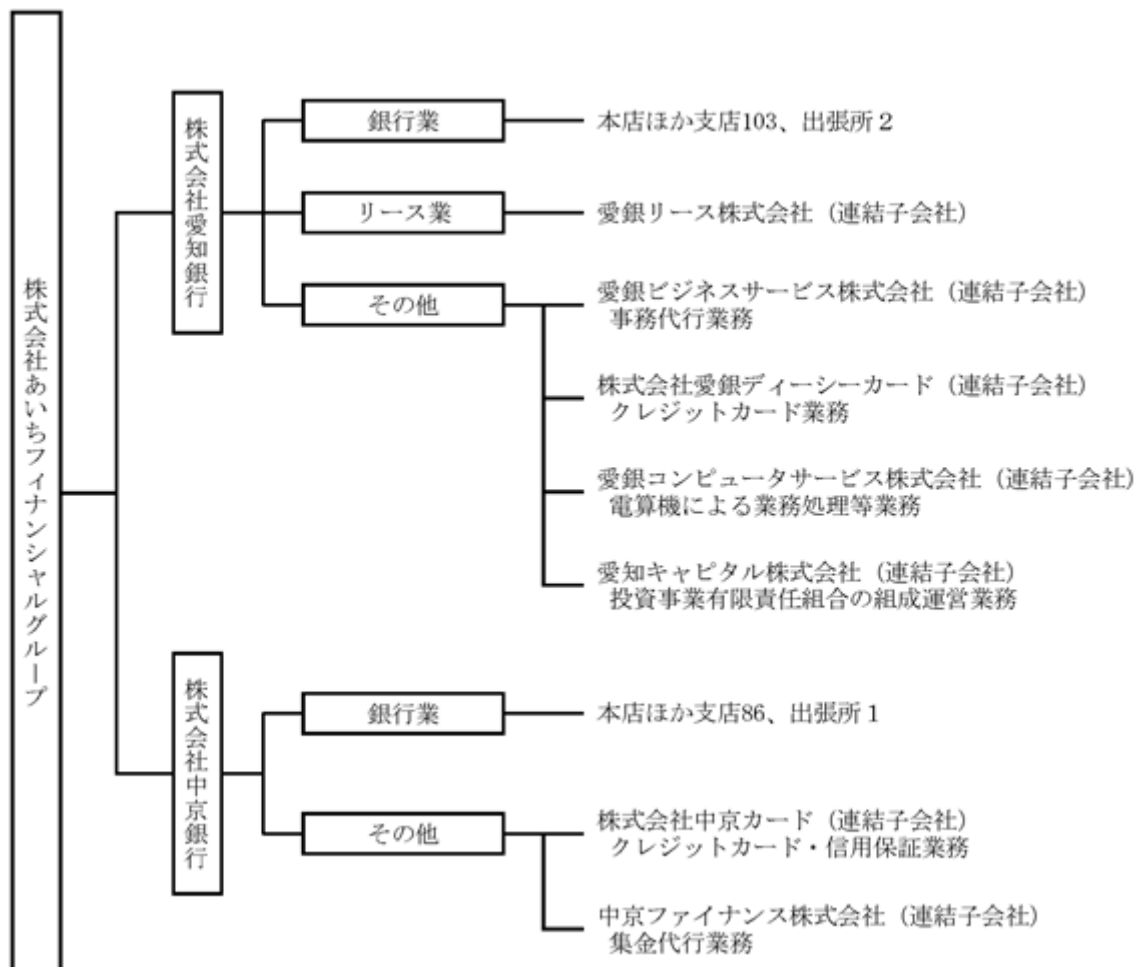 株式会社あいちフィナンシャルグループ
株式会社愛知銀行
銀行業
本店ほか支店103、出張所2
リース業
愛銀リース株式会社（連結子会社）
その他
愛銀ビジネスサービス株式会社（連結子会社）
事務代行業務
株式会社愛銀ディーシーカード（連結子会社）
クレジットカード業務
愛銀コンピュータサービス株式会社（連結子会社）
電算機による業務処理等業務
愛知キャピタル株式会社（連結子会社）
投資事業有限責任組合の組成運営業務
株式会社中京銀行
銀行業
本店ほか支店86、出張所1
その他
株式会社中京カード（連結子会社）
クレジットカード・信用保証業務
中京ファイナンス株式会社（連結子会社）
集金代行業務